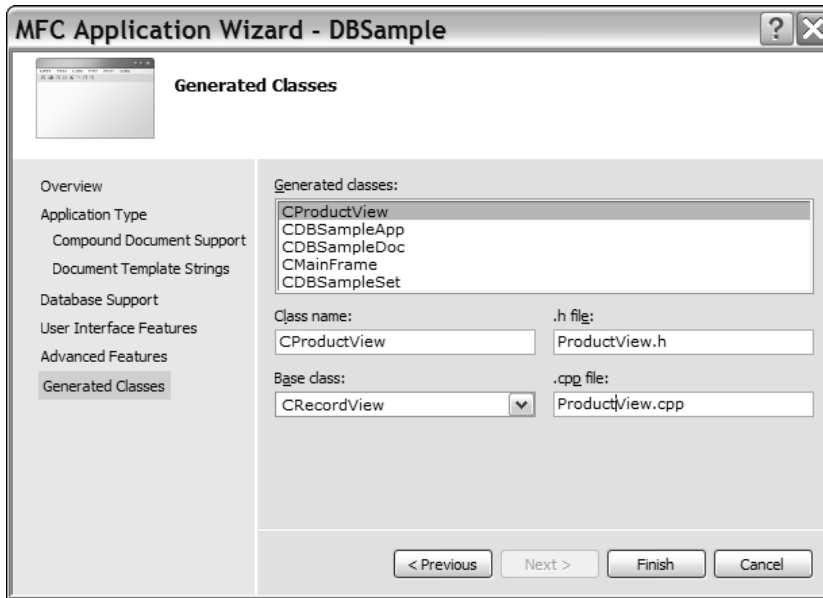 MFC Application Wizard - DBSample
Generated Classes
Overview
Application Type
Compound Document Support
Document Template Strings
Database Support
User Interface Features
Advanced Features
Generated Classes
Generated classes:
CProductView
CDBSampleApp
CDBSampleDoc
CMainFrame
CDBSampleSet
Class name:
.h file:
CProductView
ProductView.h
Base class:
.cpp file:
CRecordView
ProductView.cpp
< Previous
Next >
Finish
Cancel